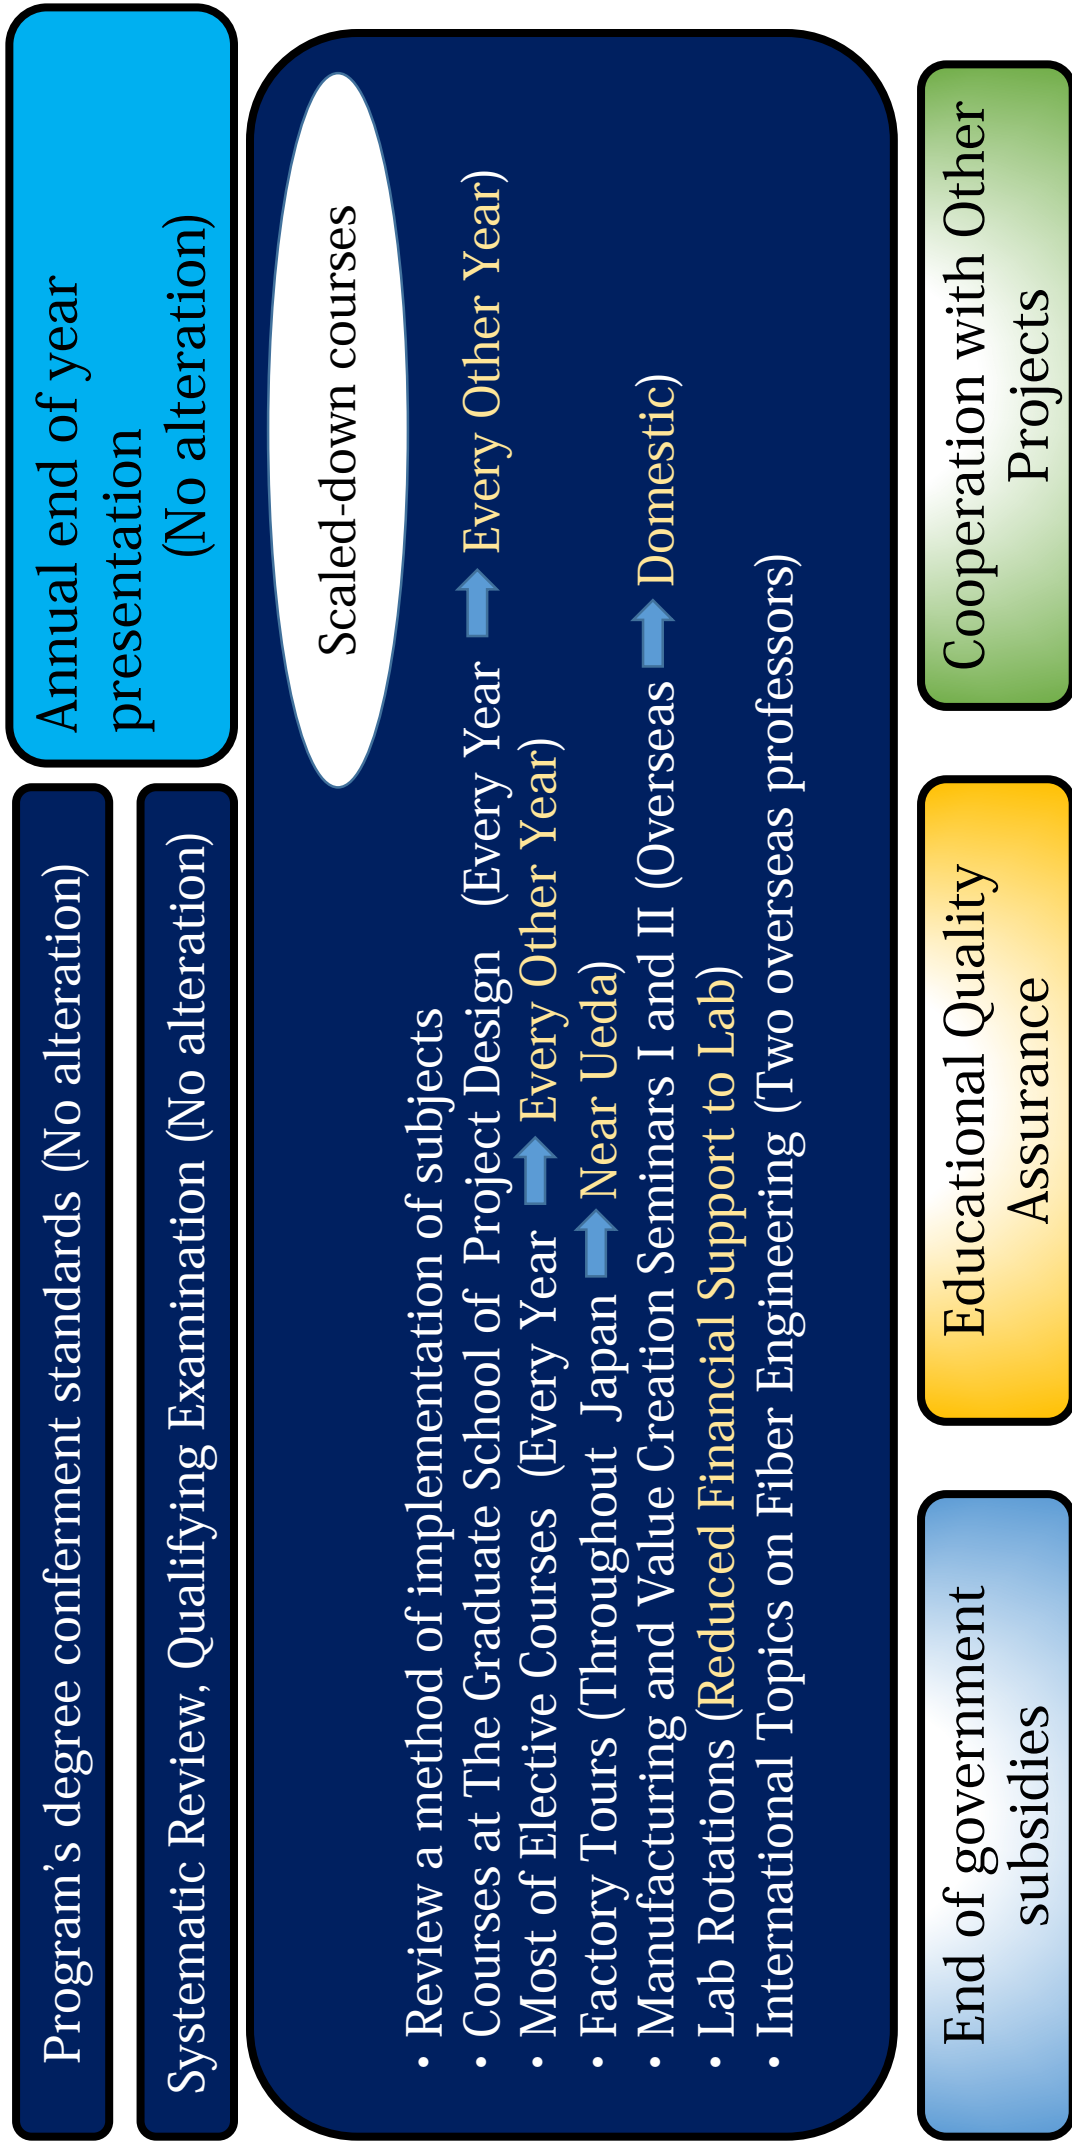 Program’s degree conferment standards (No alteration)
Systematic Review, Qualifying Examination (No alteration)
Annual end of year
presentation
(No alteration)
Scaled-down courses
• Review a method of implementation of subjects
• Courses at The Graduate School of Project Design (Every Year Every Other Year)
• Most of Elective Courses (Every Year Every Other Year)
• Factory Tours (Throughout Japan Near Ueda)
• Manufacturing and Value Creation Seminars I and II (Overseas Domestic)
• Lab Rotations (Reduced Financial Support to Lab)
• International Topics on Fiber Engineering (Two overseas professors)
End of government
subsidies
Educational Quality
Assurance
Cooperation with Other
Projects